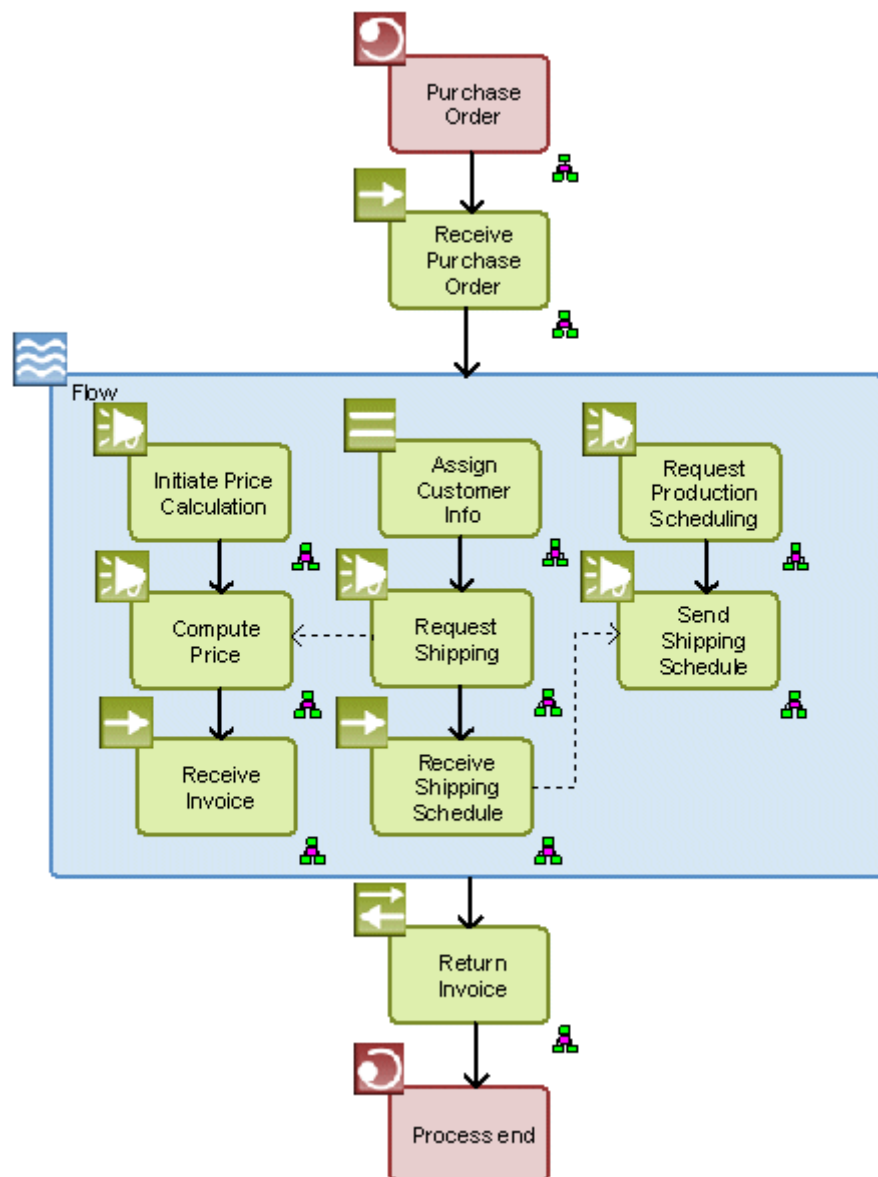 Purchase
Order
Receive
Purchase
Order
Flow
Initiate Price
Calculation
Assign
Customer
Info
Request
Production
Scheduling
Compute
Price
Request
Shipping
Send
Shipping
Schedule
Receive
Invoice
Receive
Shipping
Schedule
Return
Invoice
Process end